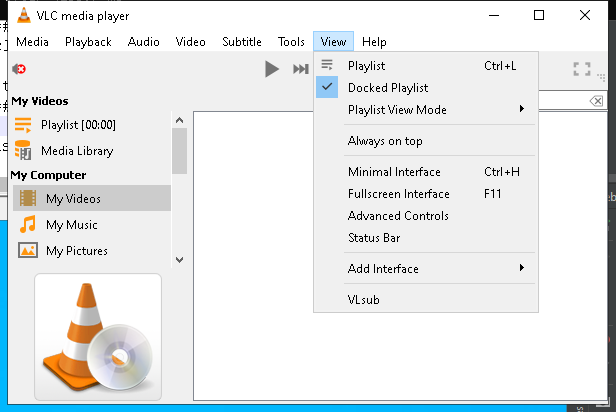 VLC media player
Media Playback Audio Video Subtitle Tools View Help
My Videos
Playlist [00:00]
Media Library
My Computer
My Videos
My Music
My Pictures
Playlist Ctrl+L
Docked Playlist
Playlist View Mode
Always on top
Minimal Interface Ctrl+H
Fullscreen Interface F11
Advanced Controls
Status Bar
Add Interface
VLsub